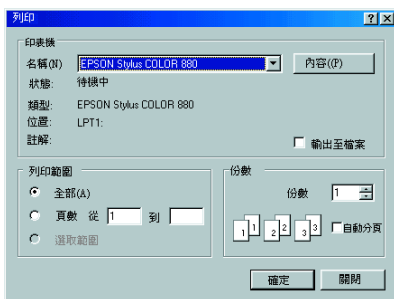 列印
印表機
名稱(N) EPSON Stylus COLOR 880 內容((P)
狀態: 待機中
類型: EPSON Stylus COLOR 880
位置: LPT1:
註解: 輸出至檔案
列印範圍
全部(A)
頁數 從 1 到
選取範圍
份數
份數 1
1 1 2 2 3 3 自動分頁
確定 關閉